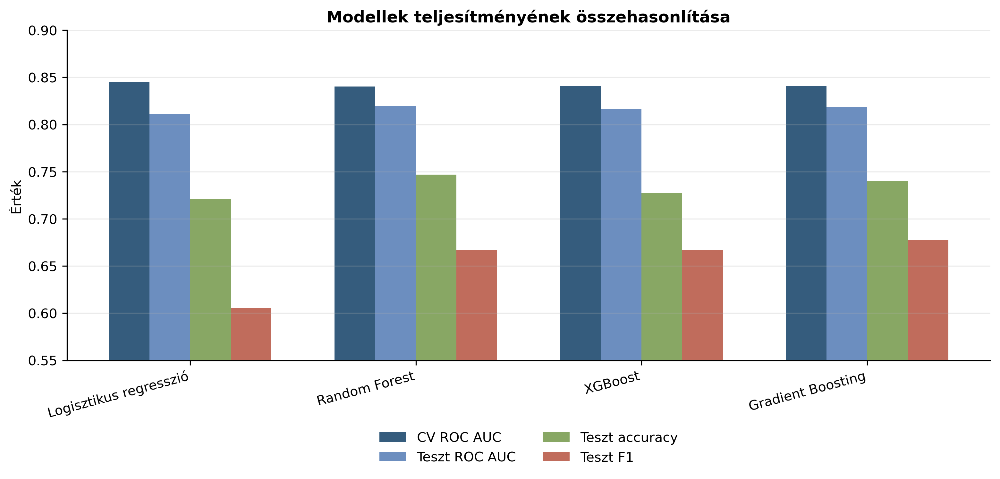 Modellek teljesítményének összehasonlítása
0.90
0.85
0.80
0.75
0.70
0.65
0.60
0.55
Érték
Logisztikus regresszió
Random Forest
XGBoost
Gradient Boosting
CV ROC AUC
Teszt ROC AUC
Teszt accuracy
Teszt F1